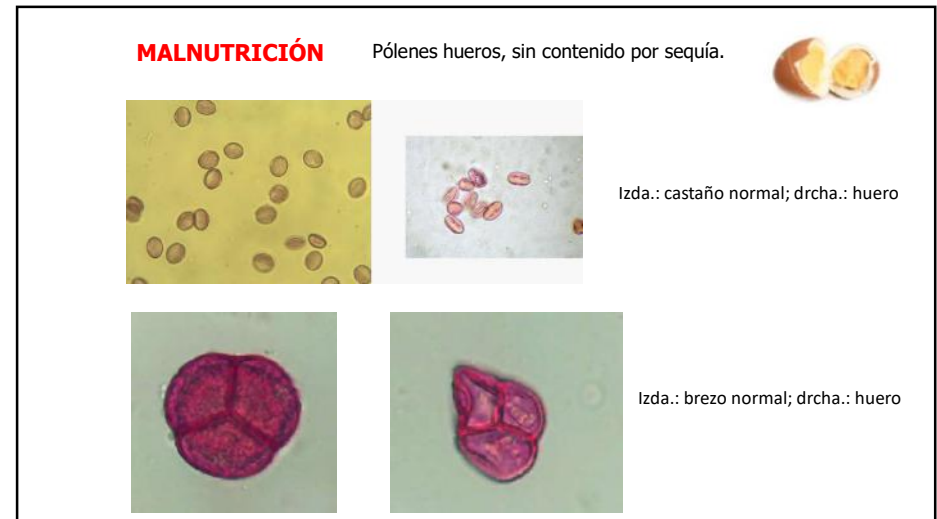 MALNUTRICIÓN Pólenes hueros, sin contenido por sequía.
Izda.: castaño normal; drcha.: huero
Izda.: brezo normal; drcha.: huero